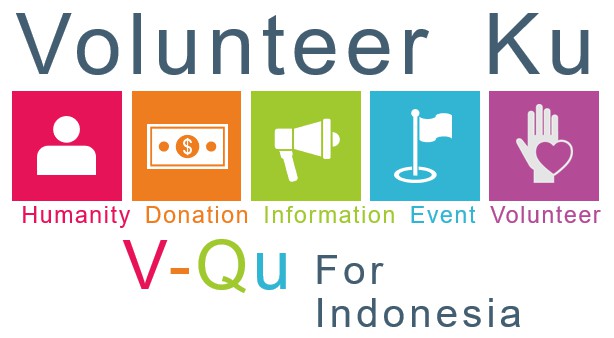 Volunteer Ku
$
Humanity Donation Information Event Volunteer
V-Qu For
Indonesia